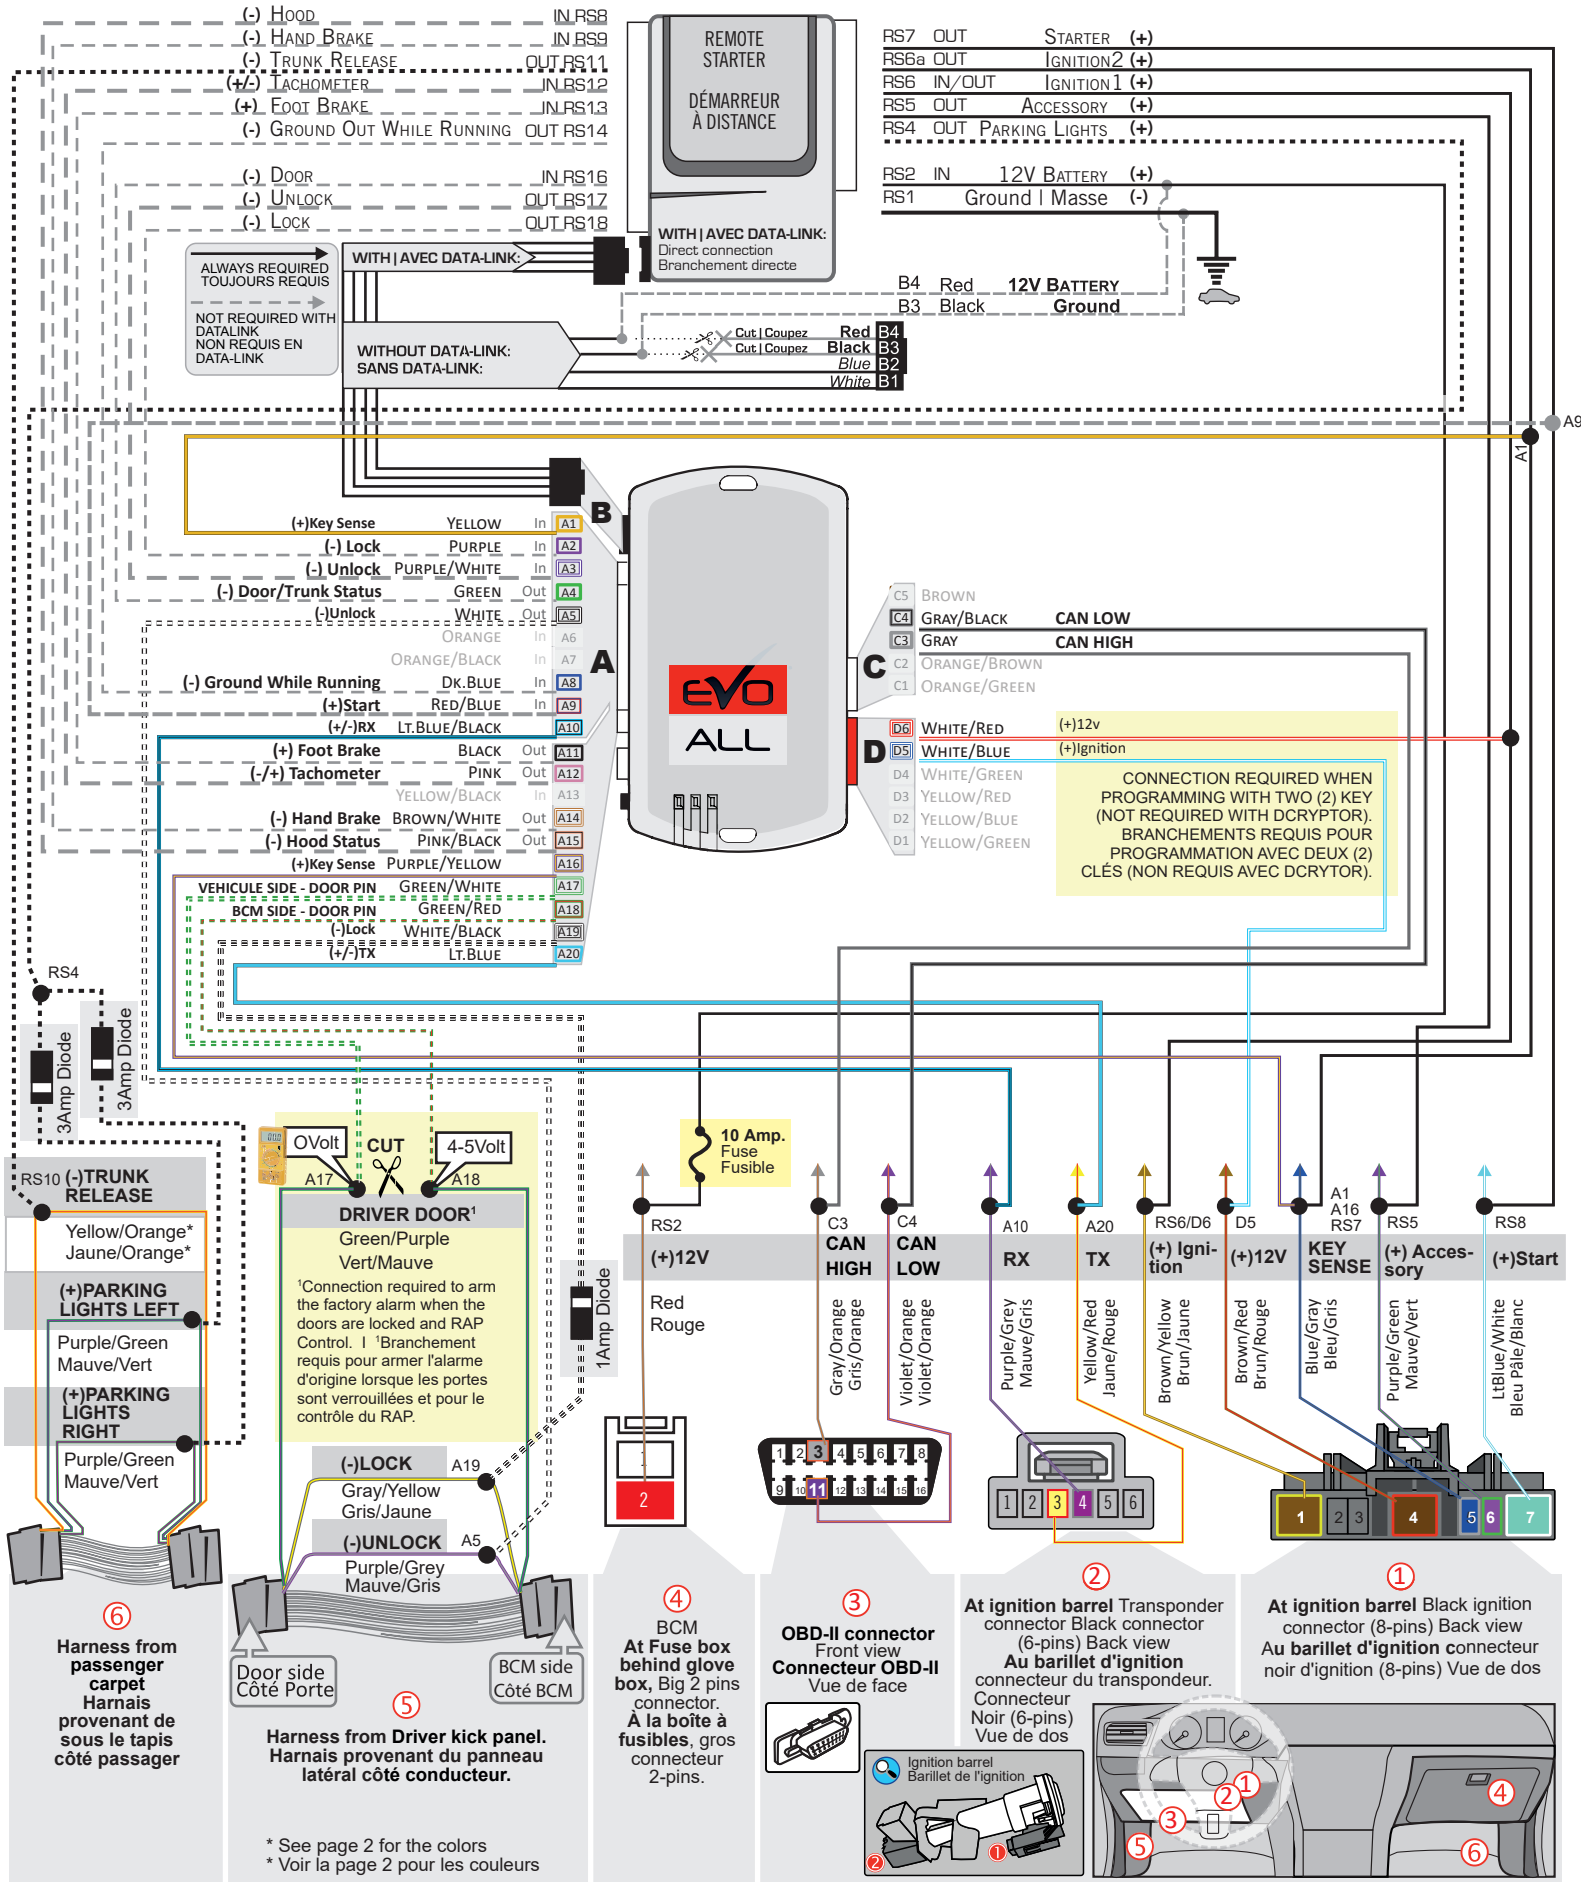 (-) Hood IN RS8
(-) Hand Brake IN RS9
(-) Trunk Release OUT RS11
(+/-) Tachometer IN RS12
(+) Foot Brake IN RS13
(-) Ground Out While Running OUT RS14
(-) Door IN RS16
(-) Unlock OUT RS17
(-) Lock OUT RS18
REMOTE
STARTER
DÉMARREUR
À DISTANCE
WITH | AVEC DATA-LINK:
Direct connection
Branchement directe
RS7 OUT Starter (+)
RS6a OUT Ignition2 (+)
RS6 IN/OUT Ignition1 (+)
RS5 OUT Accessory (+)
RS4 OUT Parking Lights (+)
RS2 IN 12V Battery (+)
RS1 Ground | Masse (-)
ALWAYS REQUIRED
TOUJOURS REQUIS
NOT REQUIRED WITH
DATALINK
NON REQUIS EN
DATA-LINK
WITH | AVEC DATA-LINK:
WITHOUT DATA-LINK:
SANS DATA-LINK:
B4 Red 12V Battery
B3 Black Ground
Cut | Coupez Red B4
Cut | Coupez Black B3
Blue B2
White B1
A9
A1
B
A
(+)Key Sense Yellow In A1
(-) Lock Purple In A2
(-) Unlock Purple/White In A3
(-) Door/Trunk Status Green Out A4
(-)Unlock White Out A5
Orange In A6
Orange/Black In A7
(-) Ground While Running Dk.Blue In A8
(+)Start Red/Blue In A9
(+/-)RX Lt.Blue/Black A10
(+) Foot Brake Black Out A11
(-/+) Tachometer Pink Out A12
Yellow/Black In A13
(-) Hand Brake Brown/White Out A14
(-) Hood Status Pink/Black Out A15
(+)Key Sense Purple/Yellow A16
VEHICULE SIDE - DOOR PIN Green/White A17
BCM SIDE - DOOR PIN Green/Red A18
(-)Lock White/Black A19
(+/-)TX Lt.Blue A20
EVO
ALL
C
C5 Brown
C4 Gray/Black CAN LOW
C3 Gray CAN HIGH
C2 Orange/Brown
C1 Orange/Green
D
D6 White/Red (+)12v
D5 White/Blue (+)Ignition
D4 White/Green
D3 Yellow/Red
D2 Yellow/Blue
D1 Yellow/Green
CONNECTION REQUIRED WHEN
PROGRAMMING WITH TWO (2) KEY
(NOT REQUIRED WITH DCRYPTOR).
BRANCHEMENTS REQUIS POUR
PROGRAMMATION AVEC DEUX (2)
CLÉS (NON REQUIS AVEC DCRYTOR).
RS4
3Amp Diode
3Amp Diode
RS10 (-)TRUNK
RELEASE
Yellow/Orange*
Jaune/Orange*
(+)PARKING
LIGHTS LEFT
Purple/Green
Mauve/Vert
(+)PARKING
LIGHTS
RIGHT
Purple/Green
Mauve/Vert
6
Harness from
passenger
carpet
Harnais
provenant de
sous le tapis
côté passager
OVolt
CUT
4-5Volt
A17
A18
DRIVER DOOR¹
Green/Purple
Vert/Mauve
¹Connection required to arm
the factory alarm when the
doors are locked and RAP
Control. I ¹Branchement
requis pour armer l'alarme
d'origine lorsque les portes
sont verrouillées et pour le
contrôle du RAP.
(-)LOCK A19
Gray/Yellow
Gris/Jaune
(-)UNLOCK A5
Purple/Grey
Mauve/Gris
1Amp Diode
Door side
Côté Porte
BCM side
Côté BCM
5
Harness from Driver kick panel.
Harnais provenant du panneau
latéral côté conducteur.
* See page 2 for the colors
* Voir la page 2 pour les couleurs
10 Amp.
Fuse
Fusible
RS2
(+)12V
Red
Rouge
1
2
4
BCM
At Fuse box
behind glove
box, Big 2 pins
connector.
À la boîte à
fusibles, gros
connecteur
2-pins.
C3
CAN
HIGH
Gray/Orange
Gris/Orange
C4
CAN
LOW
Violet/Orange
Violet/Orange
1 2 3 4 5 6 7 8
9 10 11 12 13 14 15 16
3
OBD-II connector
Front view
Connecteur OBD-II
Vue de face
A10
RX
Purple/Grey
Mauve/Gris
A20
TX
Yellow/Red
Jaune/Rouge
1 2 3 4 5 6
2
At ignition barrel Transponder
connector Black connector
(6-pins) Back view
Au barillet d'ignition
connecteur du transpondeur.
Connecteur
Noir (6-pins)
Vue de dos
Ignition barrel
Barillet de l'ignition
2
1
RS6/D6
(+) Igni-
tion
Brown/Yellow
Brun/Jaune
D5
(+)12V
Brown/Red
Brun/Rouge
A1
A16
RS7
KEY
SENSE
Blue/Gray
Bleu/Gris
RS5
(+) Acces-
sory
Purple/Green
Mauve/Vert
RS8
(+)Start
LtBlue/White
Bleu Pâle/Blanc
1 2 3 4 5 6 7
1
At ignition barrel Black ignition
connector (8-pins) Back view
Au barillet d'ignition connecteur
noir d'ignition (8-pins) Vue de dos
1
2
3
4
5
6